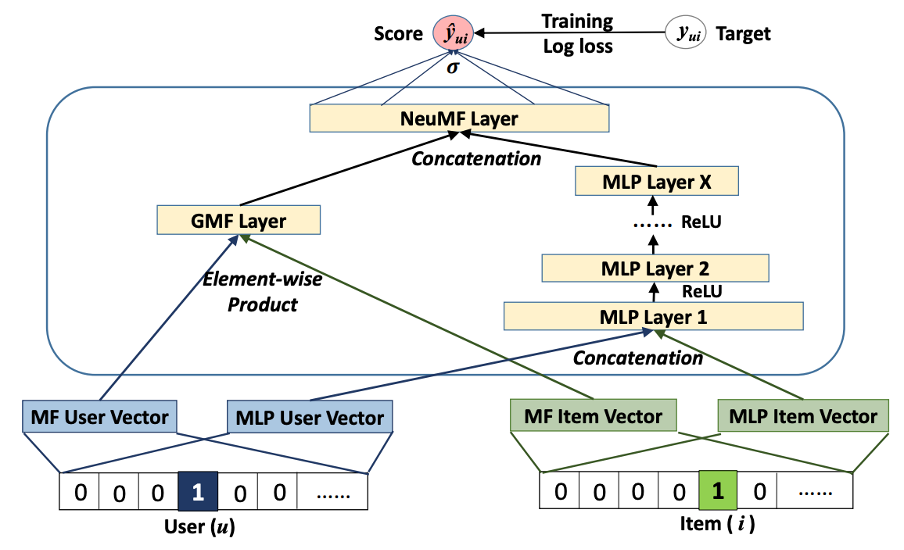 Score ŷui Training yui Target
Log loss
σ
NeuMF Layer
Concatenation
MLP Layer X
GMF Layer
...... ReLU
Element-wise
Product
MLP Layer 2
ReLU
MLP Layer 1
Concatenation
MF User Vector MLP User Vector MF Item Vector MLP Item Vector
0 0 0 1 0 0 ......
0 0 0 0 1 0 ......
User (u) Item ( i )